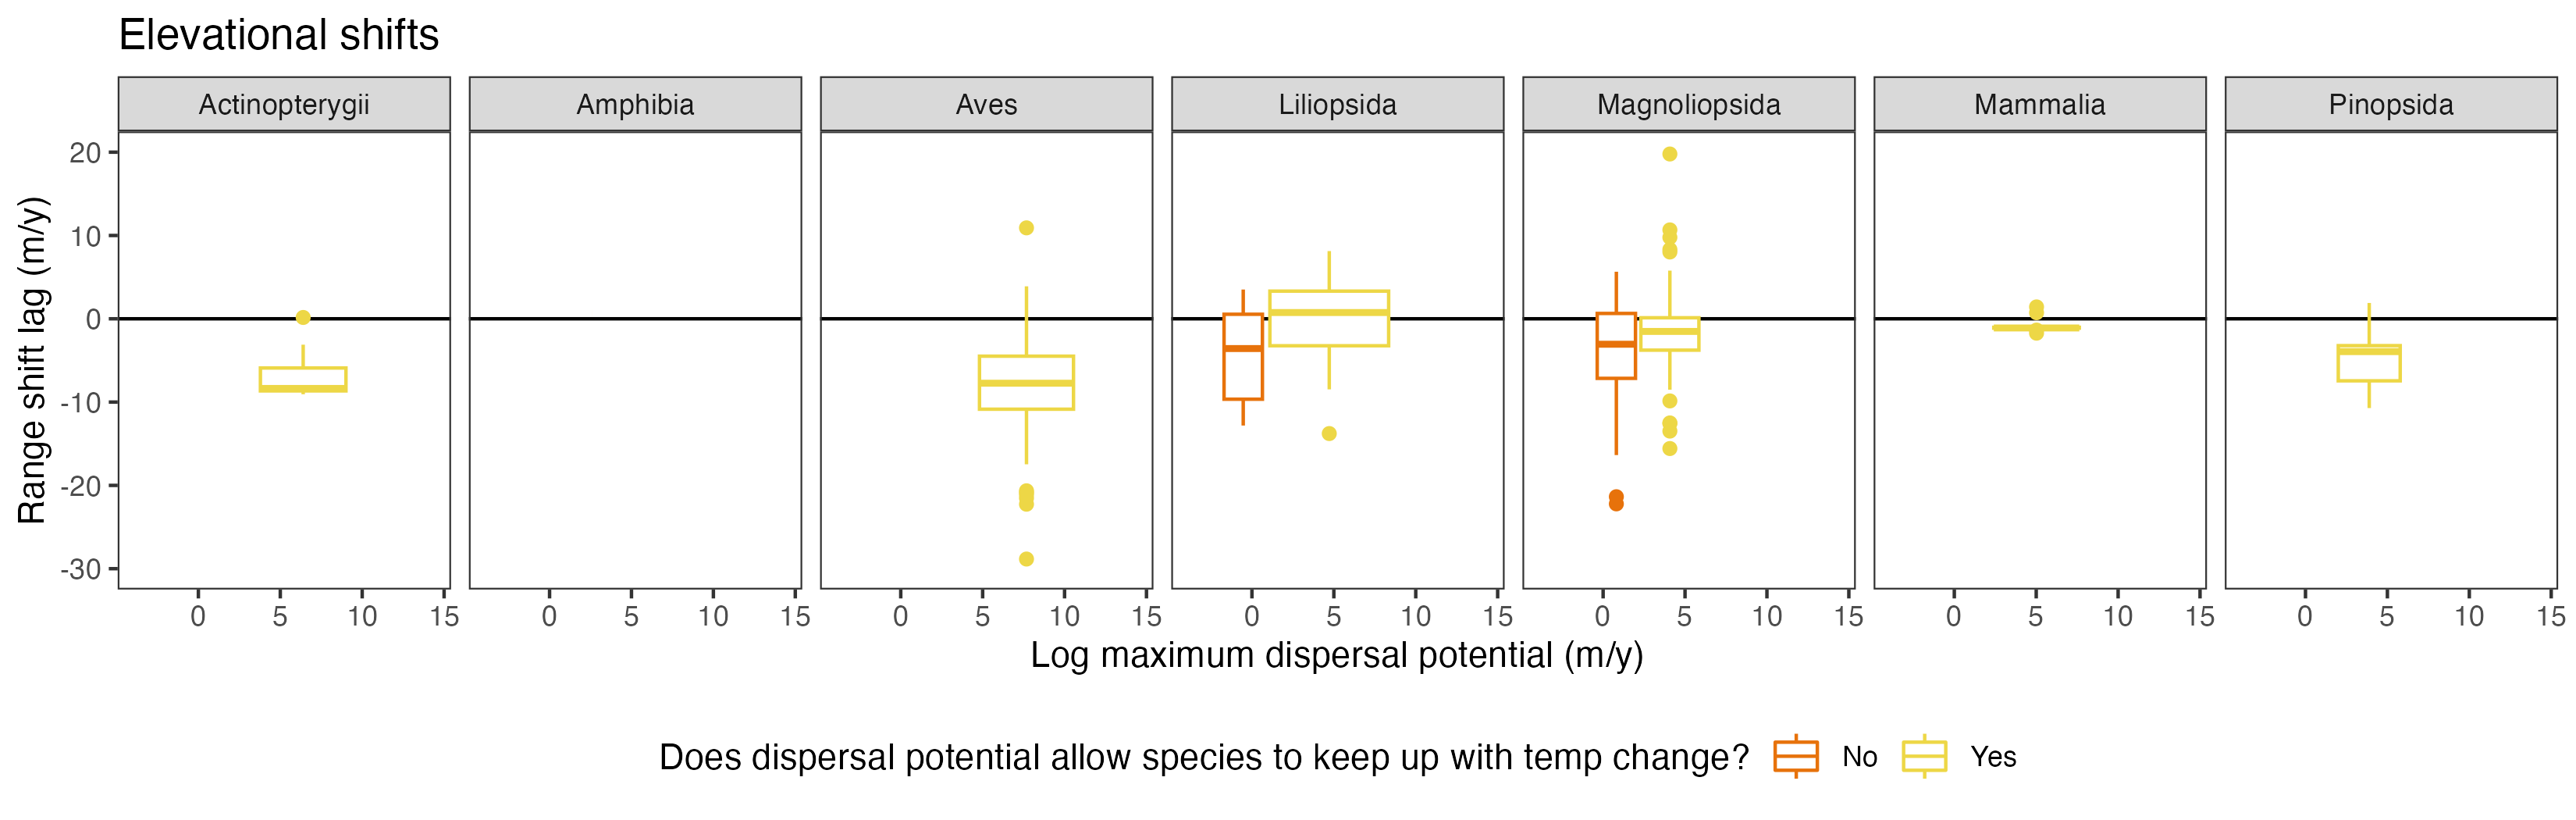 Elevational shifts
Actinopterygii Amphibia Aves Liliopsida Magnoliopsida Mammalia Pinopsida
Range shift lag (m/y)
20
10
0
-10
-20
-30
0 5 10 15 0 5 10 15 0 5 10 15 0 5 10 15 0 5 10 15 0 5 10 15 0 5 10 15
Log maximum dispersal potential (m/y)
Does dispersal potential allow species to keep up with temp change? No Yes